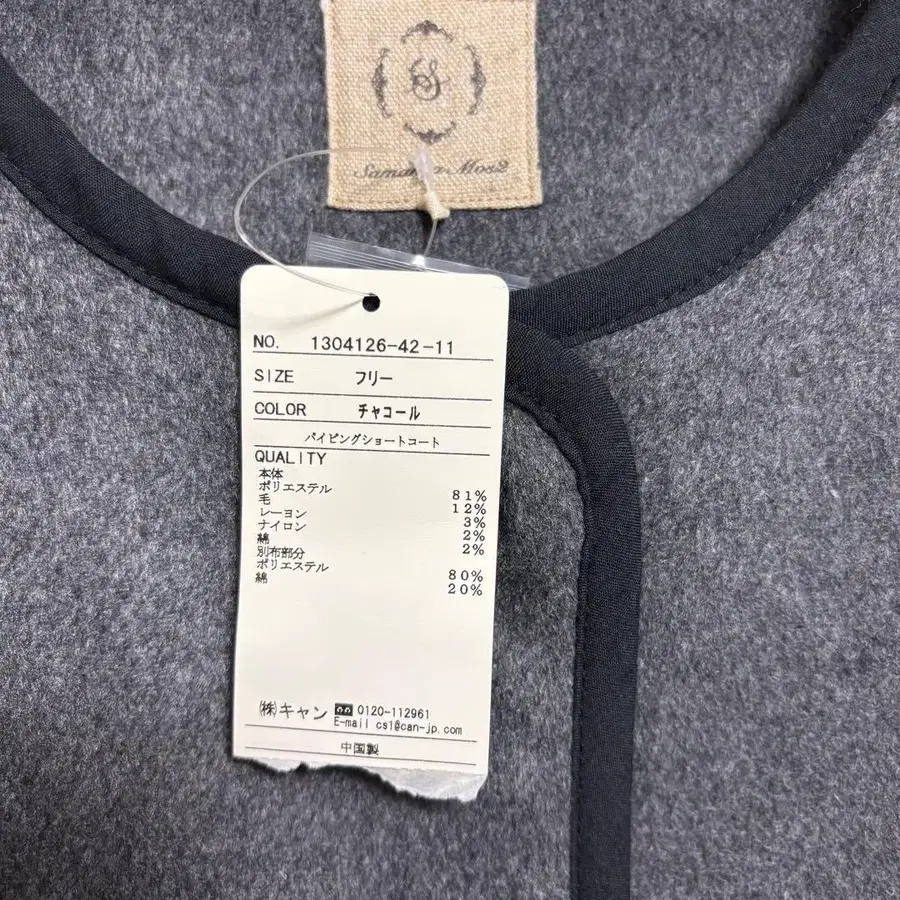 S
Samansa Mos2
NO. 1304126-42-11
SIZE フリー
COLOR チャコール
パイピングショートコート
QUALITY
本体
ポリエステル 81%
毛 12%
レーヨン 3%
ナイロン 2%
綿 2%
別布部分
ポリエステル 80%
綿 20%
㈱キャン 0120-112961
E-mail cs1@can-jp.com
中国製